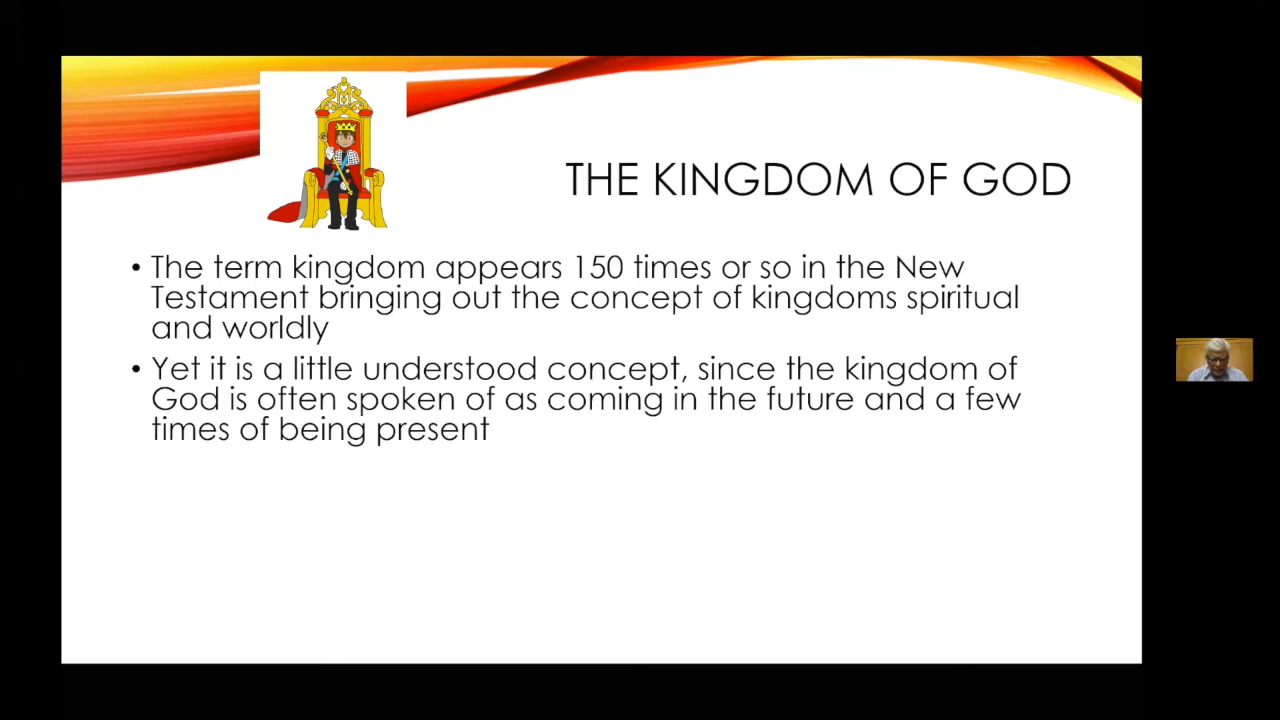 THE KINGDOM OF GOD
• The term kingdom appears 150 times or so in the New
Testament bringing out the concept of kingdoms spiritual
and worldly
• Yet it is a little understood concept, since the kingdom of
God is often spoken of as coming in the future and a few
times of being present